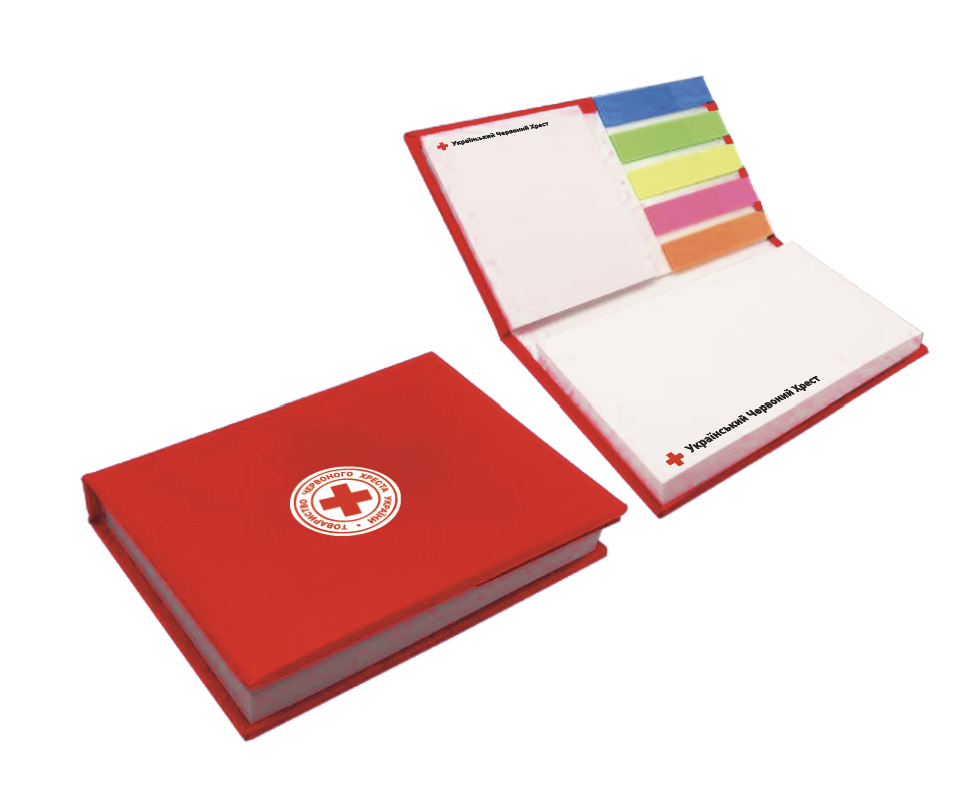 Український Червоний Хрест
Український Червоний Хрест
ТОВАРИСТВО ЧЕРВОНОГО ХРЕСТА УКРАЇНИ •